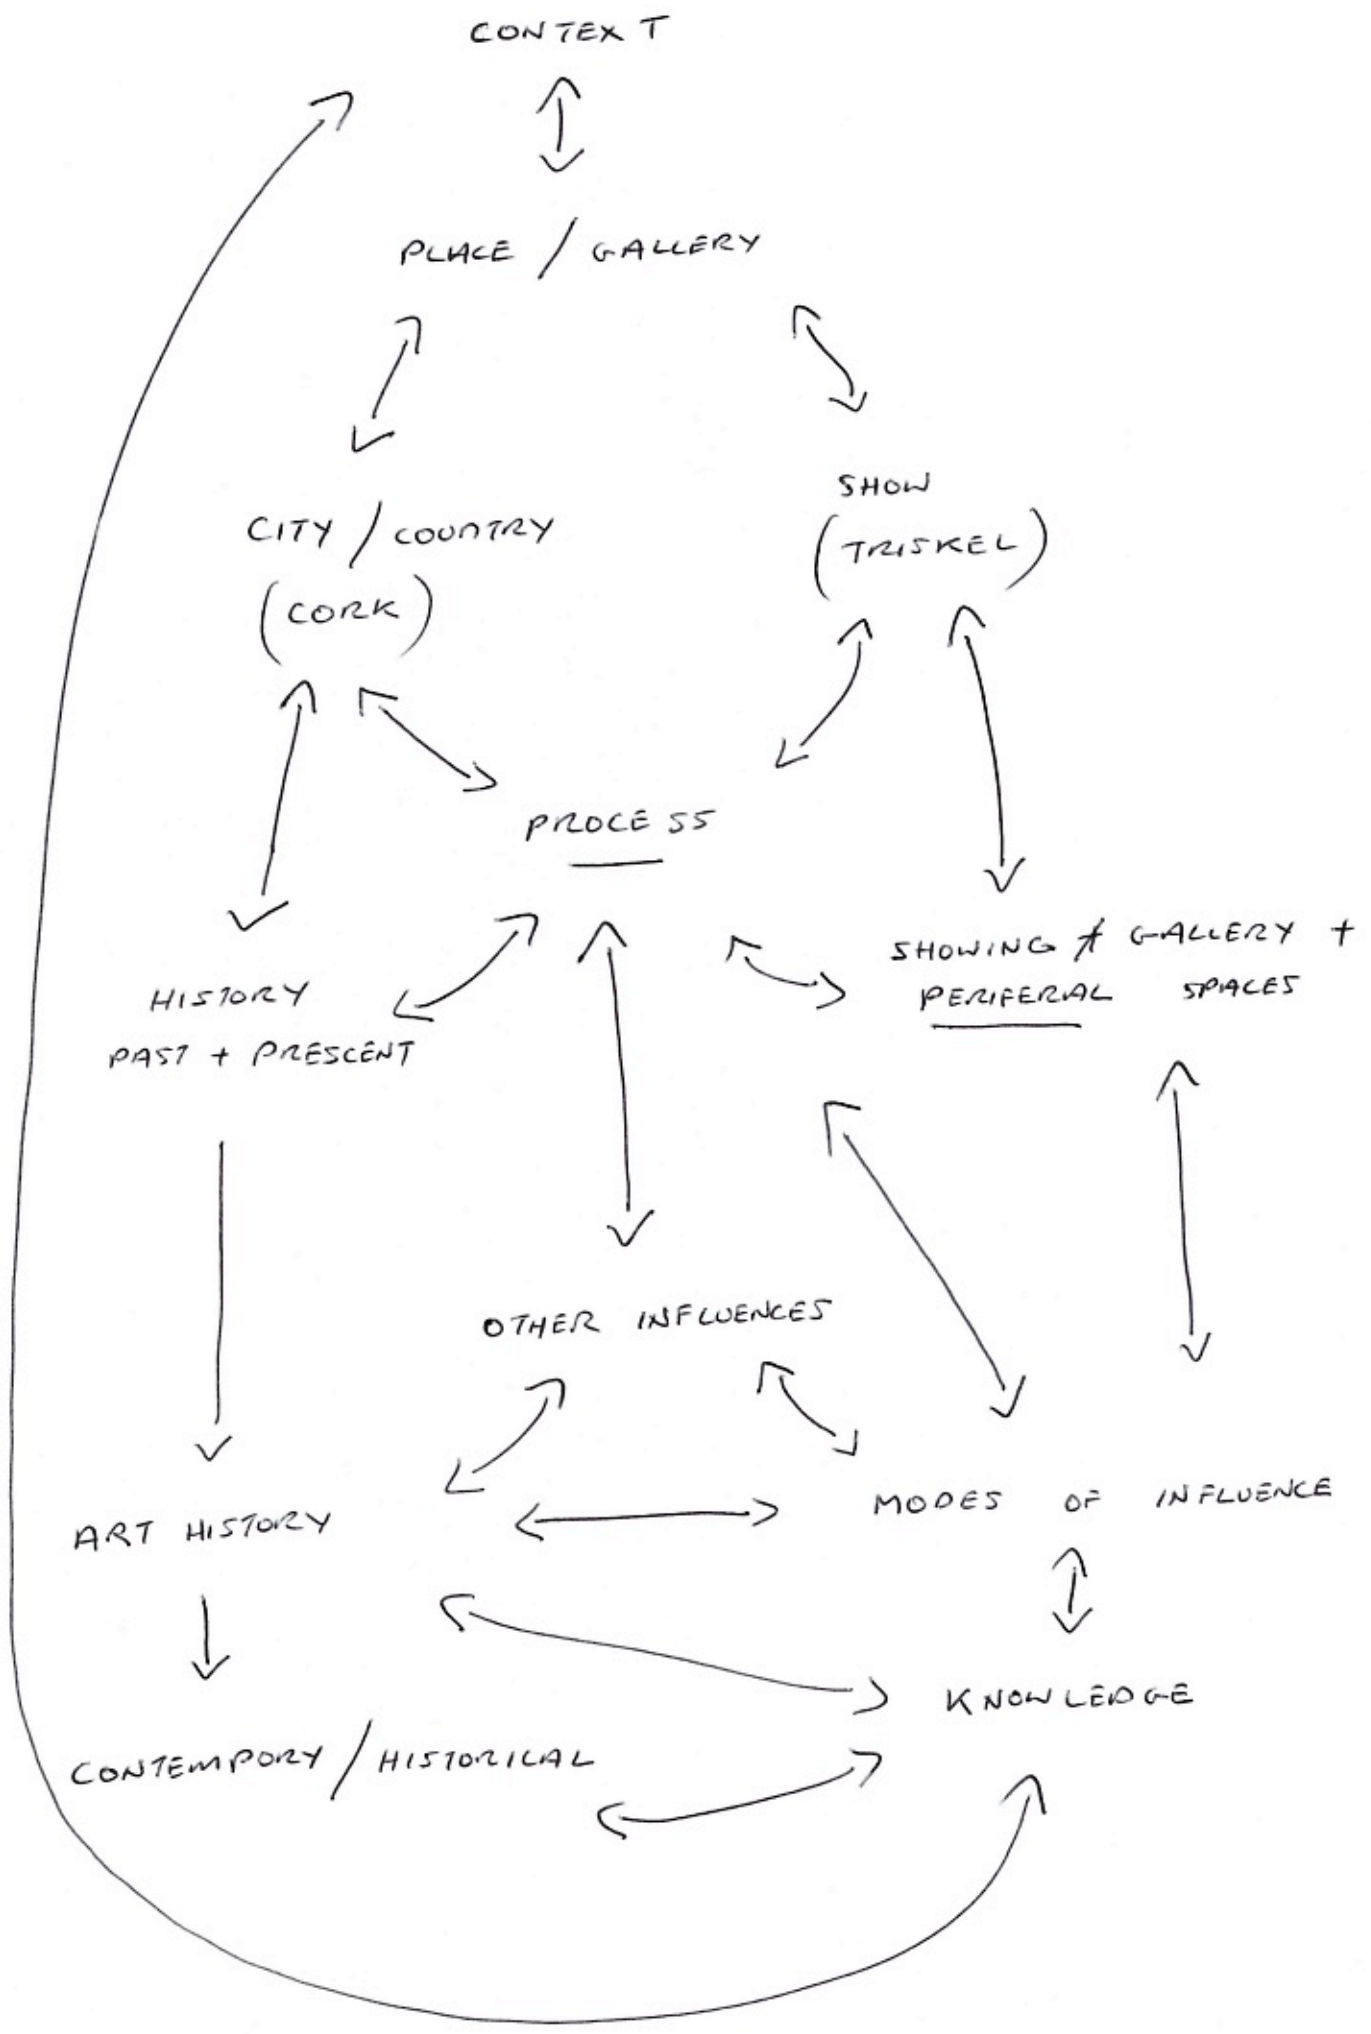 CONTEXT
PLACE / GALLERY
SHOW
CITY / COUNTRY
(TRISKEL)
(CORK)
PROCESS
SHOWING & GALLERY +
PERIFERAL SPACES
HISTORY
PAST + PRESCENT
OTHER INFLUENCES
MODES OF INFLUENCE
ART HISTORY
KNOWLEDGE
CONTEMPORY / HISTORICAL